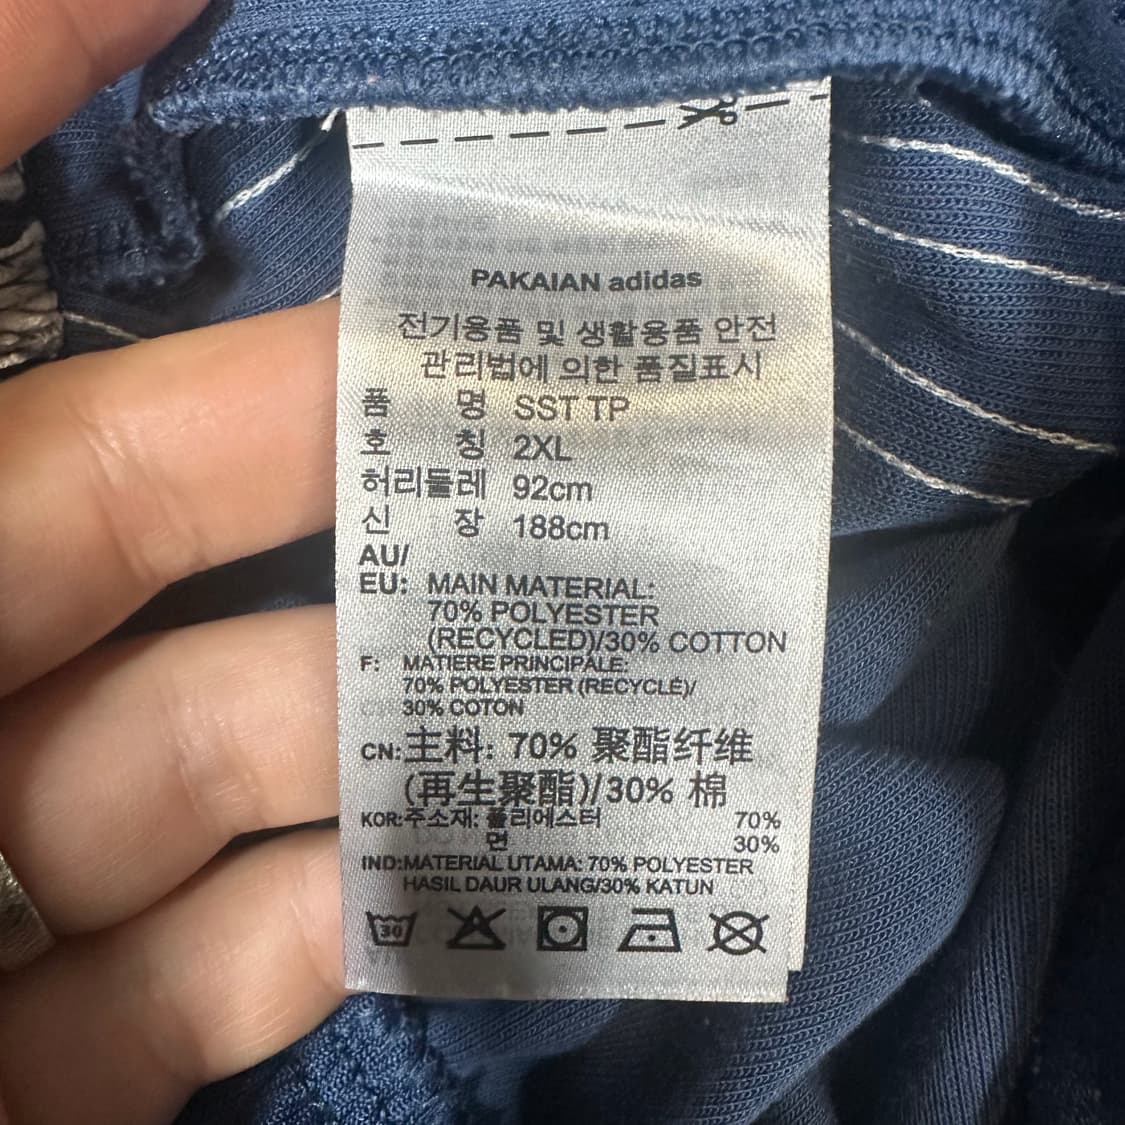 PAKAIAN adidas
전기용품 및 생활용품 안전
관리법에 의한 품질표시
품 명 SST TP
호 칭 2XL
허리둘레 92cm
신 장 188cm
AU/
EU: MAIN MATERIAL:
70% POLYESTER
(RECYCLED)/30% COTTON
F: MATIERE PRINCIPALE:
70% POLYESTER (RECYCLÉ)/
30% COTON
CN:主料: 70% 聚酯纤维
(再生聚酯)/30% 棉
KOR:주소재: 폴리에스터 70%
면 30%
IND:MATERIAL UTAMA: 70% POLYESTER
HASIL DAUR ULANG/30% KATUN
30